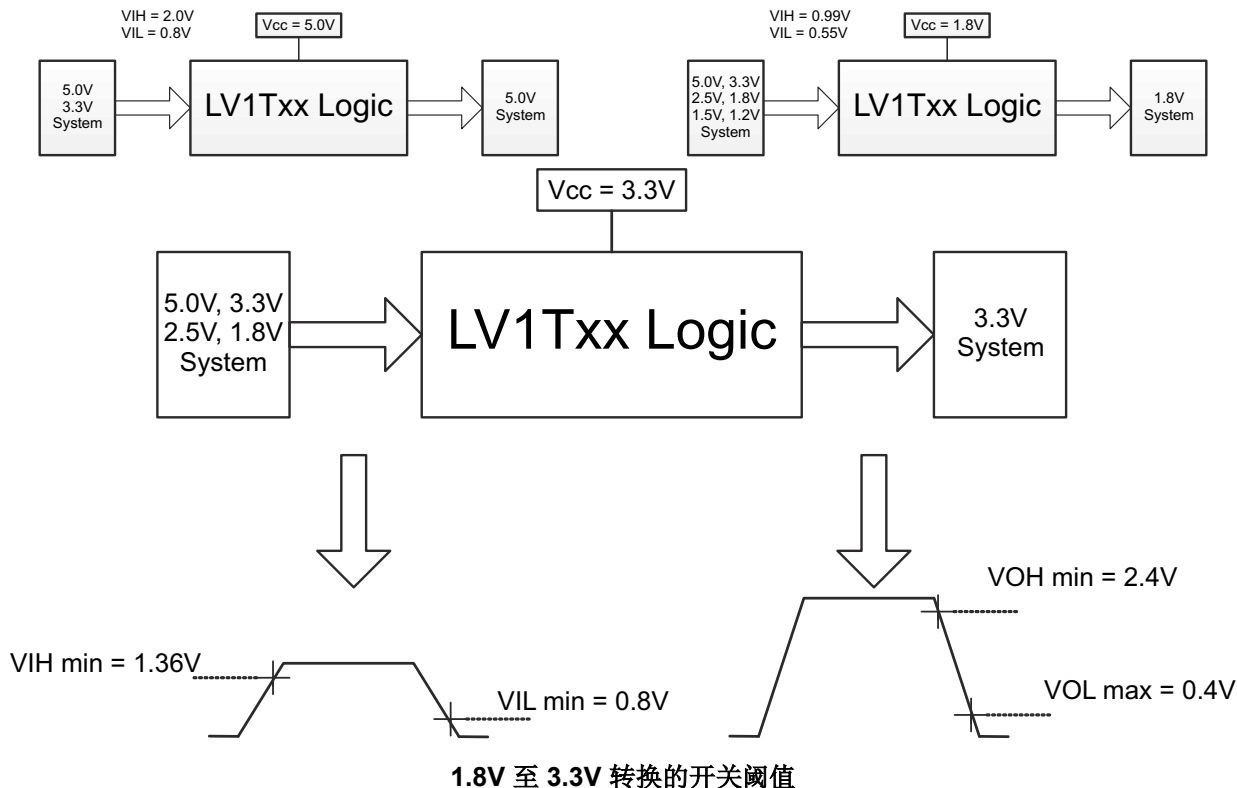 VIH = 2.0V
VIL = 0.8V
Vcc = 5.0V
5.0V
3.3V
System
LV1Txx Logic
5.0V
System
VIH = 0.99V
VIL = 0.55V
Vcc = 1.8V
5.0V, 3.3V
2.5V, 1.8V
1.5V, 1.2V
System
LV1Txx Logic
1.8V
System
Vcc = 3.3V
5.0V, 3.3V
2.5V, 1.8V
System
LV1Txx Logic
3.3V
System
VIH min = 1.36V
VIL min = 0.8V
VOH min = 2.4V
VOL max = 0.4V
1.8V 至 3.3V 转换的开关阈值